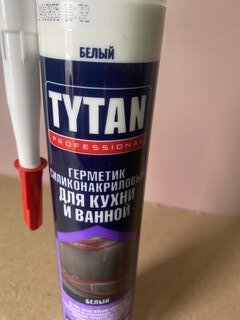 БЕЛЫЙ
TYTAN
PROFESSIONAL
ГЕРМЕТИК
СИЛИКОНАКРИЛОВЫЙ
ДЛЯ КУХНИ
И ВАННОЙ
БЕЛЫЙ